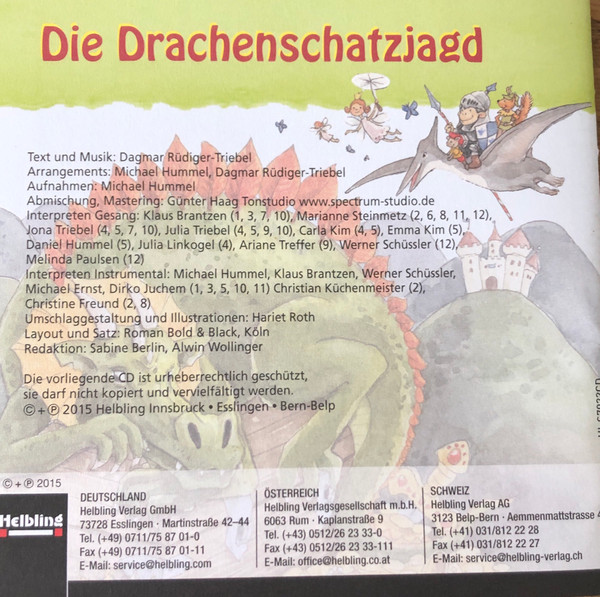 Die Drachenschatzjagd
Text und Musik: Dagmar Rüdiger-Triebel
Arrangements: Michael Hummel, Dagmar Rüdiger-Triebel
Aufnahmen: Michael Hummel
Abmischung, Mastering: Günter Haag Tonstudio www.spectrum-studio.de
Interpreten Gesang: Klaus Brantzen (1, 3, 7, 10), Marianne Steinmetz (2, 6, 8, 11, 12),
Jona Triebel (4, 5, 7, 10), Julia Triebel (4, 5, 9, 10), Carla Kim (4, 5), Emma Kim (5),
Daniel Hummel (5), Julia Linkogel (4), Ariane Treffer (9), Werner Schüssler (12),
Melinda Paulsen (12)
Interpreten Instrumental: Michael Hummel, Klaus Brantzen, Werner Schüssler,
Michael Ernst, Dirko Juchem (1, 3, 5, 10, 11) Christian Küchenmeister (2),
Christine Freund (2, 8)
Umschlaggestaltung und Illustrationen: Hariet Roth
Layout und Satz: Roman Bold & Black, Köln
Redaktion: Sabine Berlin, Alwin Wollinger
Die vorliegende CD ist urheberrechtlich geschützt,
sie darf nicht kopiert und vervielfältigt werden.
© + ℗ 2015 Helbling Innsbruck • Esslingen • Bern-Belp
© + ℗ 2015
Helbling
DEUTSCHLAND
Helbling Verlag GmbH
73728 Esslingen · Martinstraße 42–44
Tel. (++49) 0711/75 87 01-0
Fax (++49) 0711/75 87 01-11
E-Mail: service@helbling.com
ÖSTERREICH
Helbling Verlagsgesellschaft m.b.H.
6063 Rum · Kaplanstraße 9
Tel. (+43) 0512/26 23 33-0
Fax (+43) 0512/26 23 33-111
E-Mail: office@helbling.co.at
SCHWEIZ
Helbling Verlag AG
3123 Belp-Bern · Aemmenmattstrasse 4
Tel. (+41) 031/812 22 28
Fax (+41) 031/812 22 27
E-Mail: service@helbling-verlag.ch